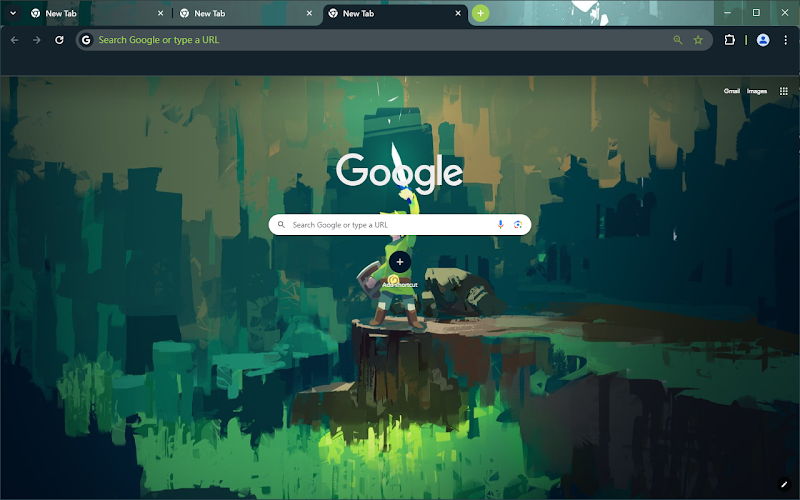 New Tab
New Tab
New Tab
G Search Google or type a URL
Gmail Images
Google
Search Google or type a URL
Add shortcut